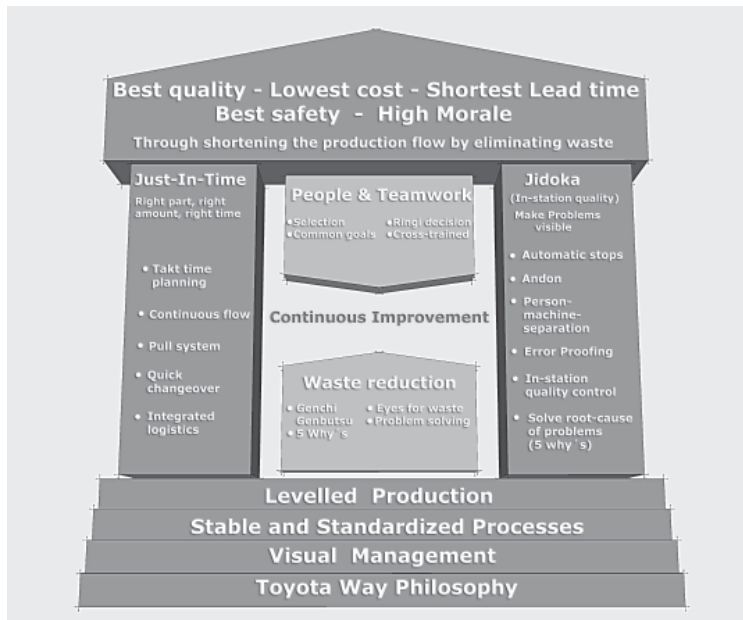 Best quality - Lowest cost - Shortest Lead time
Best safety - High Morale
Through shortening the production flow by eliminating waste
Just-In-Time
Right part, right
amount, right time
• Takt time
planning
• Continuous flow
• Pull system
• Quick
changeover
• Integrated
logistics
People & Teamwork
•Selection
•Common goals
•Ringi decision
•Cross-trained
Continuous Improvement
Waste reduction
• Genchi
Genbutsu
• 5 Why´s
• Eyes for waste
•Problem solving
Jidoka
(In-station quality)
Make Problems
visible
• Automatic stops
• Andon
• Person-
machine-
separation
• Error Proofing
• In-station
quality control
• Solve root-cause
of problems
(5 why´s)
Levelled Production
Stable and Standardized Processes
Visual Management
Toyota Way Philosophy